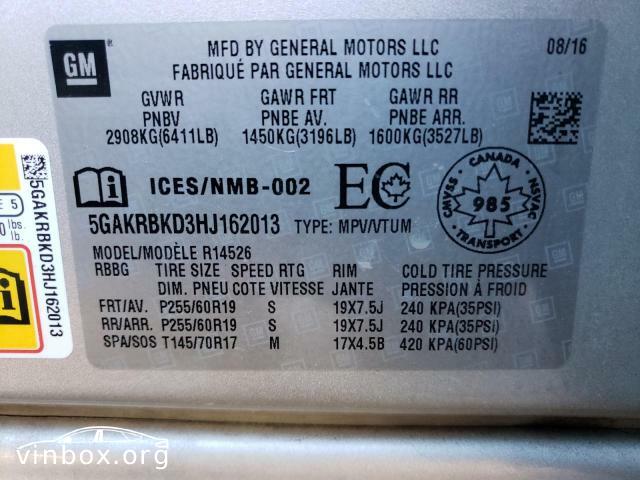 GM
MFD BY GENERAL MOTORS LLC
FABRIQUÉ PAR GENERAL MOTORS LLC
08/16
GVWR GAWR FRT GAWR RR
PNBV PNBE AV. PNBE ARR.
2908KG(6411LB) 1450KG(3196LB) 1600KG(3527LB)
ICES/NMB-002 EC
CANADA
CMVSS 985 NSVAC
TRANSPORT
5GAKRBKD3HJ162013 TYPE: MPV/VTUM
MODEL/MODÈLE R14526
RBBG TIRE SIZE SPEED RTG RIM COLD TIRE PRESSURE
DIM. PNEU COTE VITESSE JANTE PRESSION À FROID
FRT/AV. P255/60R19 S 19X7.5J 240 KPA(35PSI)
RR/ARR. P255/60R19 S 19X7.5J 240 KPA(35PSI)
SPA/SOS T145/70R17 M 17X4.5B 420 KPA(60PSI)
5GAKRBKD3HJ162013
E 5
lb.
lb.
vinbox.org